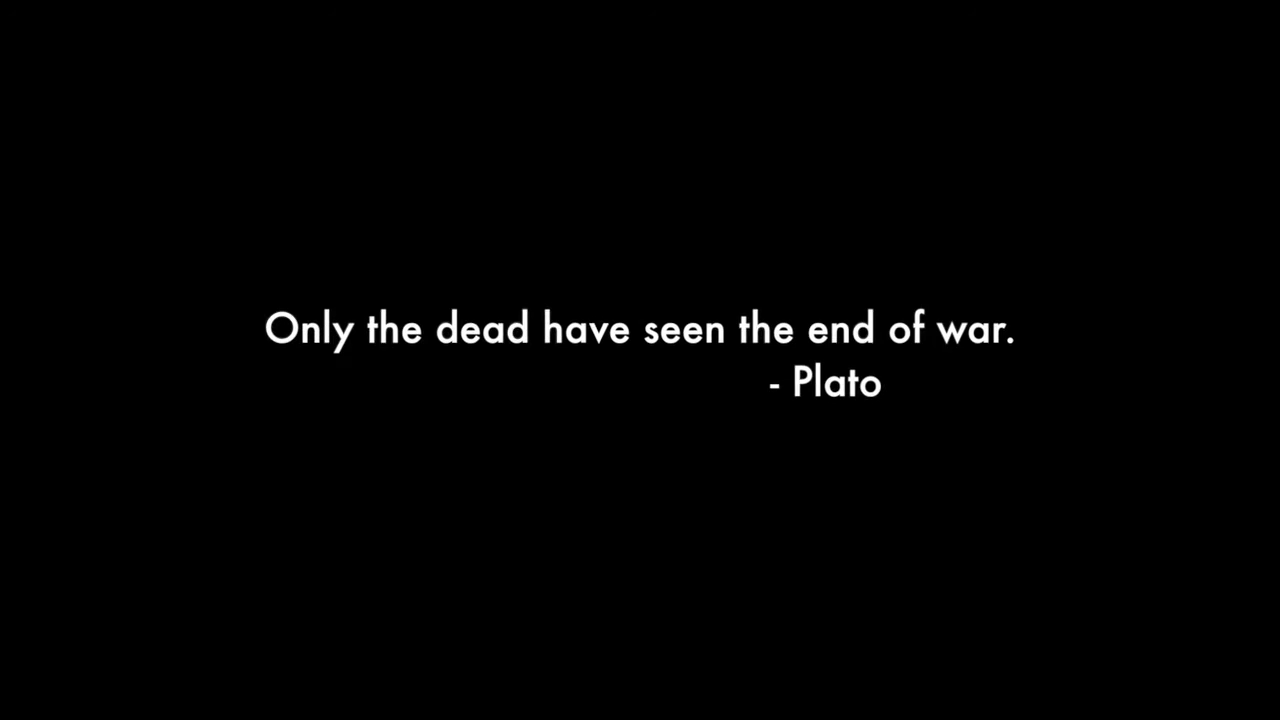 Only the dead have seen the end of war.
- Plato